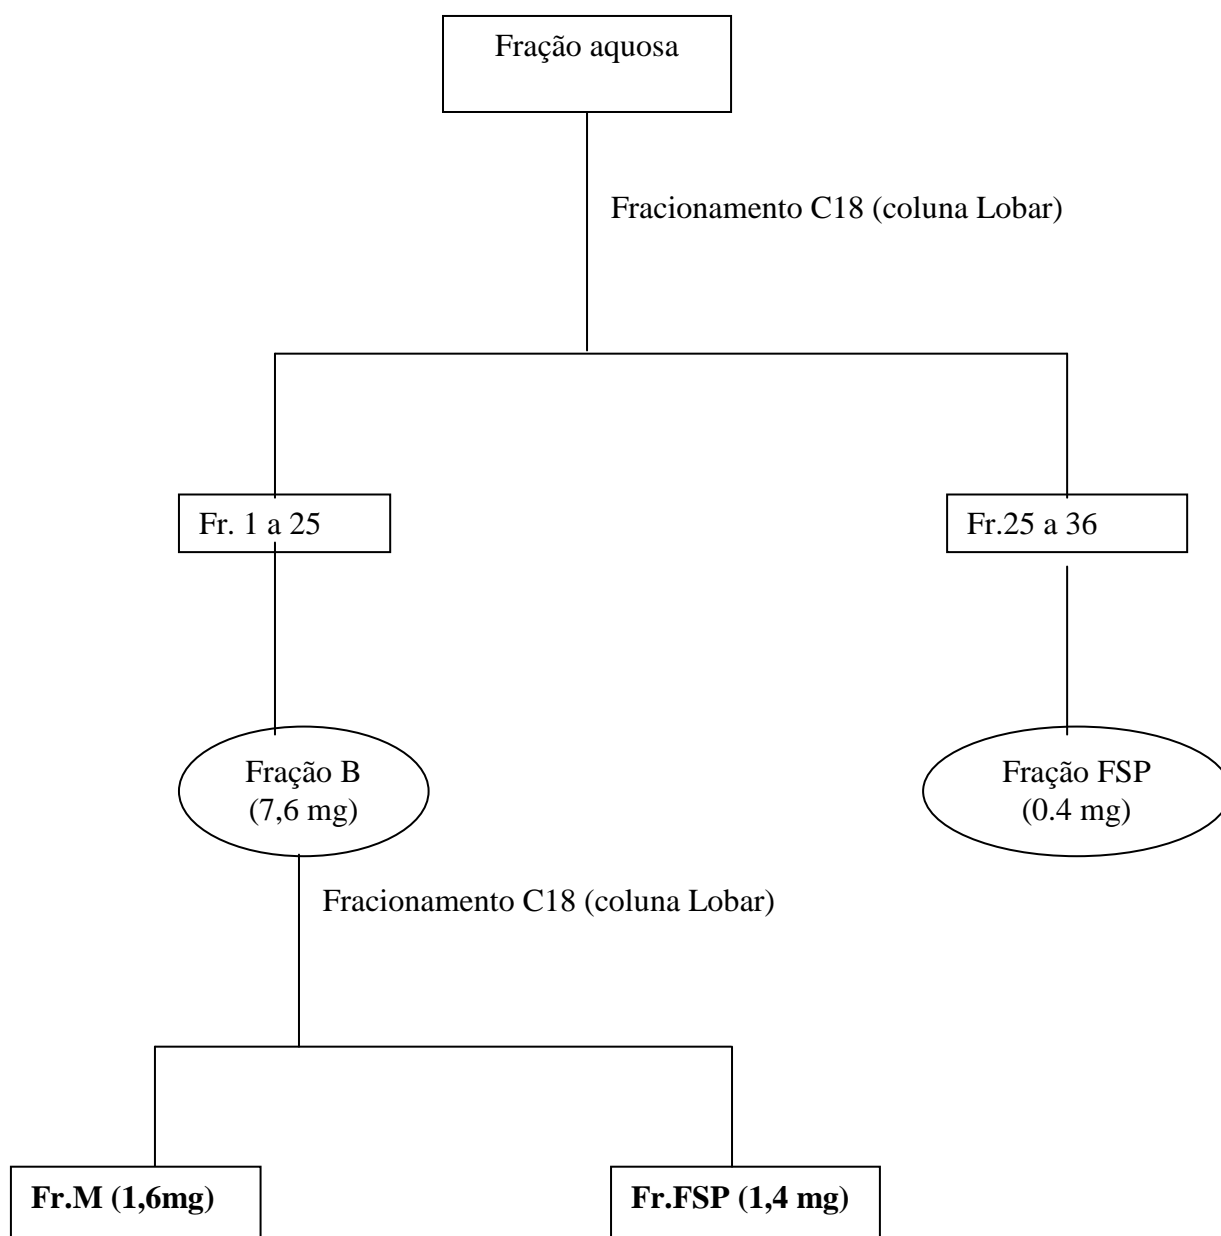 Fração aquosa
Fracionamento C18 (coluna Lobar)
Fr. 1 a 25
Fr.25 a 36
Fração B
(7,6 mg)
Fração FSP
(0.4 mg)
Fracionamento C18 (coluna Lobar)
Fr.M (1,6mg)
Fr.FSP (1,4 mg)